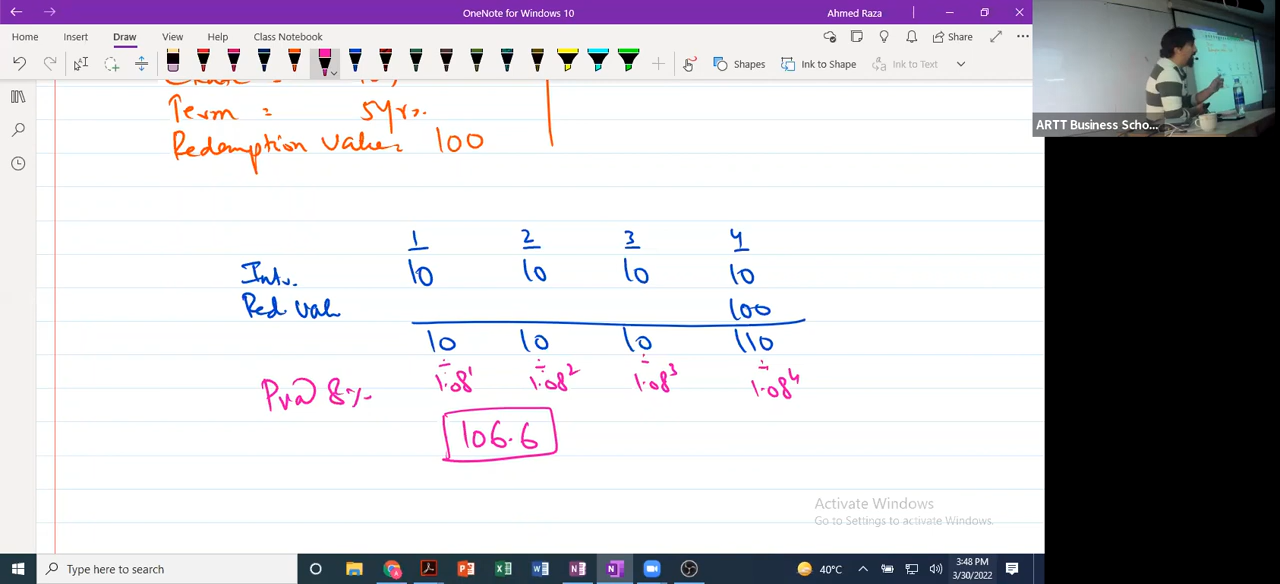 OneNote for Windows 10
Ahmed Raza
Home Insert Draw View Help Class Notebook
Share
Shapes Ink to Shape Ink to Text
Term = 5yrs.
Redemption Value= 100
ARTT Business Scho...
1 2 3 4
Int. 10 10 10 10
Red. Val 100
10 10 10 110
÷ ÷ ÷ ÷
Pv@ 8% 1.08¹ 1.08² 1.08³ 1.08⁴
106.6
Activate Windows
Go to Settings to activate Windows.
Type here to search
40°C
3:48 PM
3/30/2022